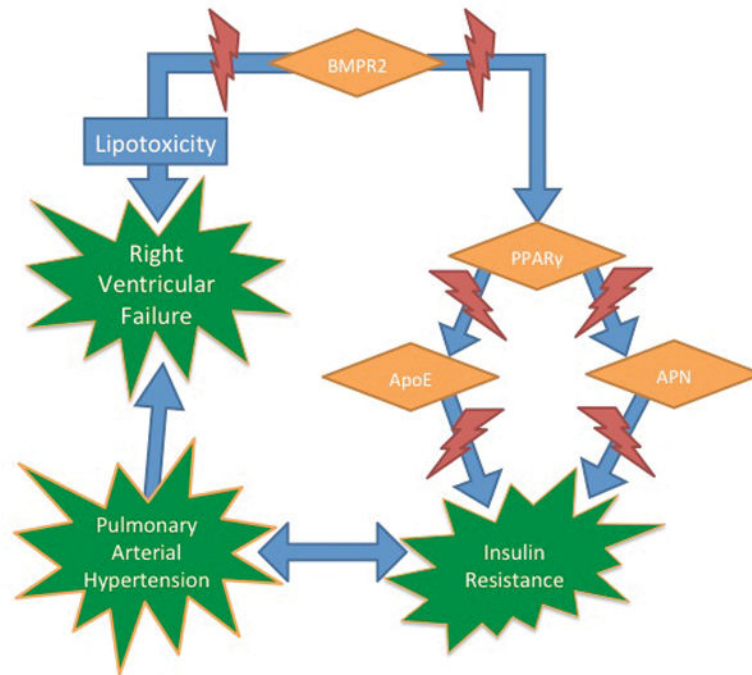 BMPR2
Lipotoxicity
Right
Ventricular
Failure
PPARγ
ApoE
APN
Pulmonary
Arterial
Hypertension
Insulin
Resistance